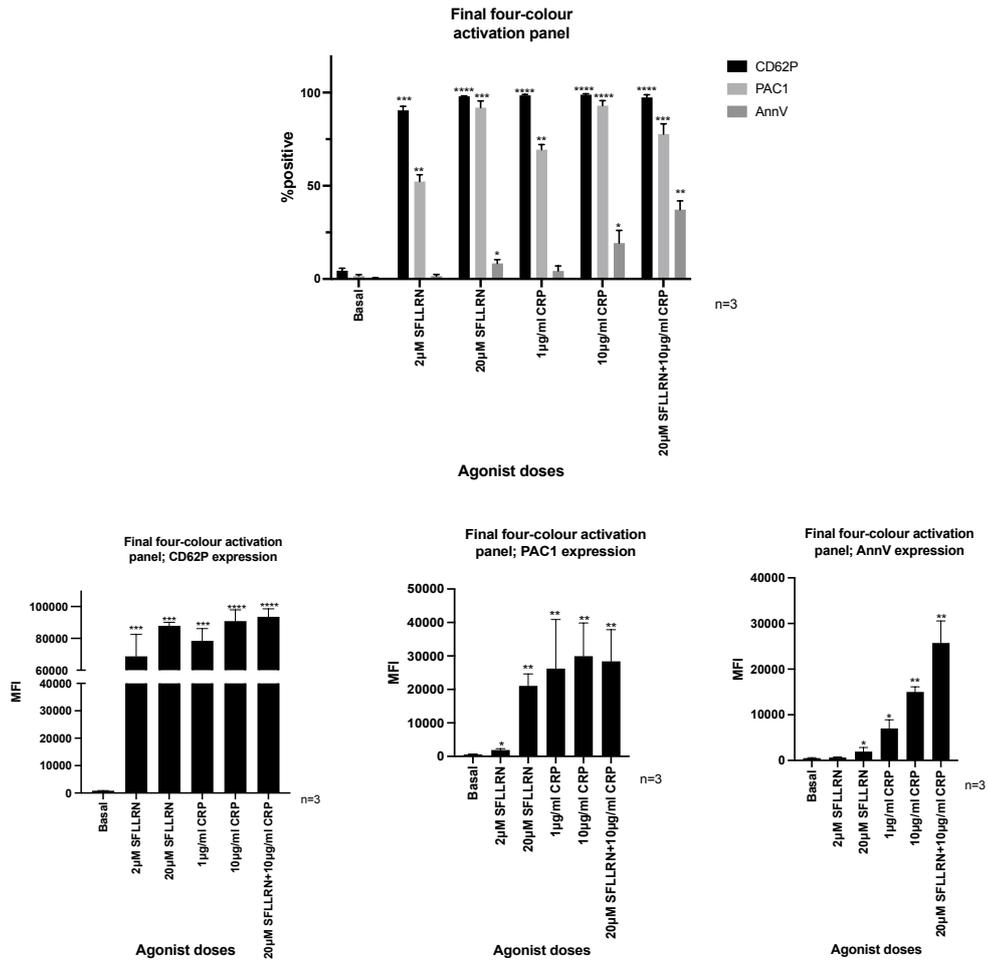 Final four-colour
activation panel
CD62P
PAC1
AnnV
%positive
100
50
0
*** ** **** *** * **** ** **** **** * **** *** **
Basal
2µM SFLLRN
20µM SFLLRN
1µg/ml CRP
10µg/ml CRP
20µM SFLLRN+10µg/ml CRP
n=3
Agonist doses
Final four-colour activation
panel; CD62P expression
MFI
100000
80000
60000
40000
30000
20000
10000
0
*** *** *** **** ****
Basal
2µM SFLLRN
20µM SFLLRN
1µg/ml CRP
10µg/ml CRP
20µM SFLLRN+10µg/ml CRP
n=3
Agonist doses
Final four-colour activation
panel; PAC1 expression
MFI
50000
40000
30000
20000
10000
0
* ** ** ** **
Basal
2µM SFLLRN
20µM SFLLRN
1µg/ml CRP
10µg/ml CRP
20µM SFLLRN+10µg/ml CRP
n=3
Agonist doses
Final four-colour activation
panel; AnnV expression
MFI
40000
30000
20000
10000
0
* * ** **
Basal
2µM SFLLRN
20µM SFLLRN
1µg/ml CRP
10µg/ml CRP
20µM SFLLRN+10µg/ml CRP
n=3
Agonist doses